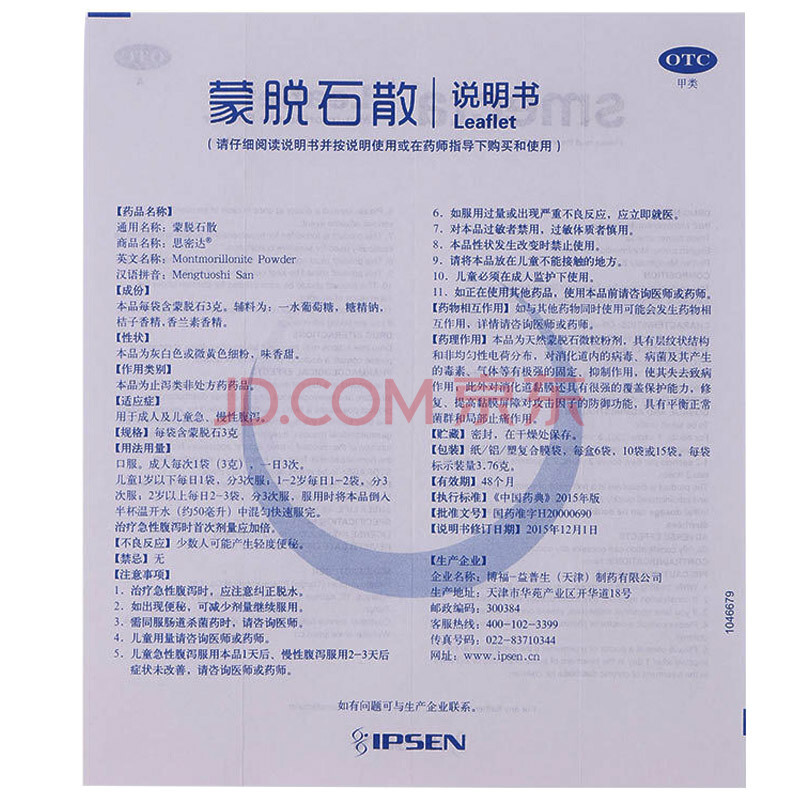 OTC
甲类
蒙脱石散
说明书
Leaflet
(请仔细阅读说明书并按说明使用或在药师指导下购买和使用)
【药品名称】
通用名称：蒙脱石散
商品名称：思密达®
英文名称：Montmorillonite Powder
汉语拼音：Mengtuoshi San
【成份】
本品每袋含蒙脱石3克。辅料为：一水葡萄糖，糖精钠，
桔子香精，香兰素香精。
【性状】
本品为灰白色或微黄色细粉，味香甜。
【作用类别】
本品为止泻类非处方药药品。
【适应症】
用于成人及儿童急、慢性腹泻。
【规格】每袋含蒙脱石3克
【用法用量】
口服。成人每次1袋（3克），一日3次。
儿童1岁以下每日1袋，分3次服；1-2岁每日1-2袋，分3
次服；2岁以上每日2-3袋，分3次服，服用时将本品倒入
半杯温开水（约50毫升）中混匀快速服完。
治疗急性腹泻时首次剂量应加倍。
【不良反应】少数人可能产生轻度便秘。
【禁忌】无
【注意事项】
1．治疗急性腹泻时，应注意纠正脱水。
2．如出现便秘，可减少剂量继续服用。
3．需同服肠道杀菌药时，请咨询医师。
4．儿童用量请咨询医师或药师。
5．儿童急性腹泻服用本品1天后、慢性腹泻服用2-3天后
症状未改善，请咨询医师或药师。
6．如服用过量或出现严重不良反应，应立即就医。
7．对本品过敏者禁用，过敏体质者慎用。
8．本品性状发生改变时禁止使用。
9．请将本品放在儿童不能接触的地方。
10．儿童必须在成人监护下使用。
11．如正在使用其他药品，使用本品前请咨询医师或药师。
【药物相互作用】如与其他药物同时使用可能会发生药物相
互作用，详情请咨询医师或药师。
【药理作用】本品为天然蒙脱石微粒粉剂，具有层纹状结构
和非均匀性电荷分布，对消化道内的病毒、病菌及其产生
的毒素、气体等有极强的固定、抑制作用，使其失去致病
作用；此外对消化道黏膜还具有很强的覆盖保护能力，修
复、提高黏膜屏障对攻击因子的防御功能，具有平衡正常
菌群和局部止痛作用。
【贮藏】密封，在干燥处保存。
【包装】纸/铝/塑复合膜袋，每盒6袋、10袋或15袋。每袋
标示装量3.76克。
【有效期】48个月
【执行标准】《中国药典》2015年版
【批准文号】国药准字H20000690
【说明书修订日期】2015年12月1日
【生产企业】
企业名称：博福-益普生（天津）制药有限公司
生产地址：天津市华苑产业区开华道18号
邮政编码：300384
客服热线：400-102-3399
传真号码：022-83710344
网址：www.ipsen.cn
1046679
如有问题可与生产企业联系。
IPSEN
JD.COM 京东